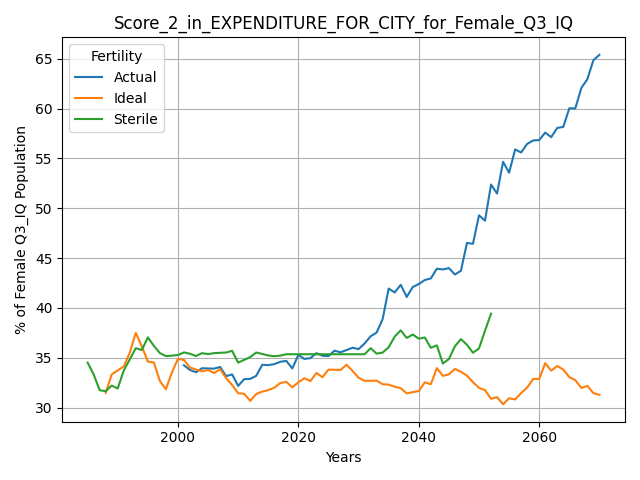 Score_2_in_EXPENDITURE_FOR_CITY_for_Female_Q3_IQ
Fertility
Actual
Ideal
Sterile
% of Female Q3_IQ Population
65
60
55
50
45
40
35
30
2000
2020
2040
2060
Years